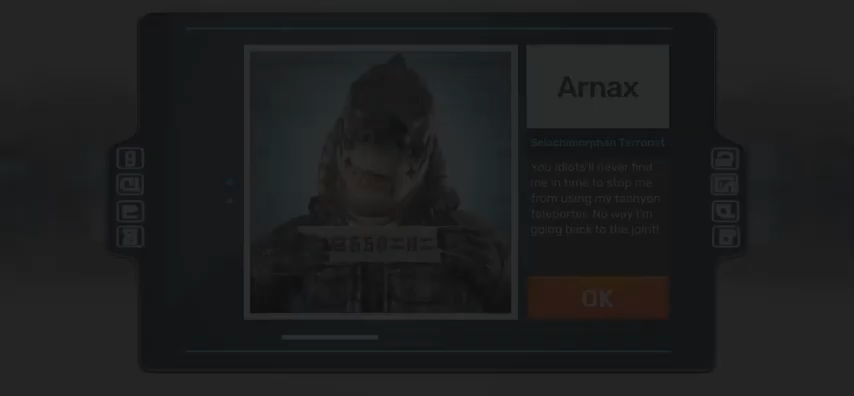 Arnax
Selachimorphan Terrorist
You idiots'll never find
me in time to stop me
from using my tachyon
teleporter. No way I'm
going back to the joint!
OK